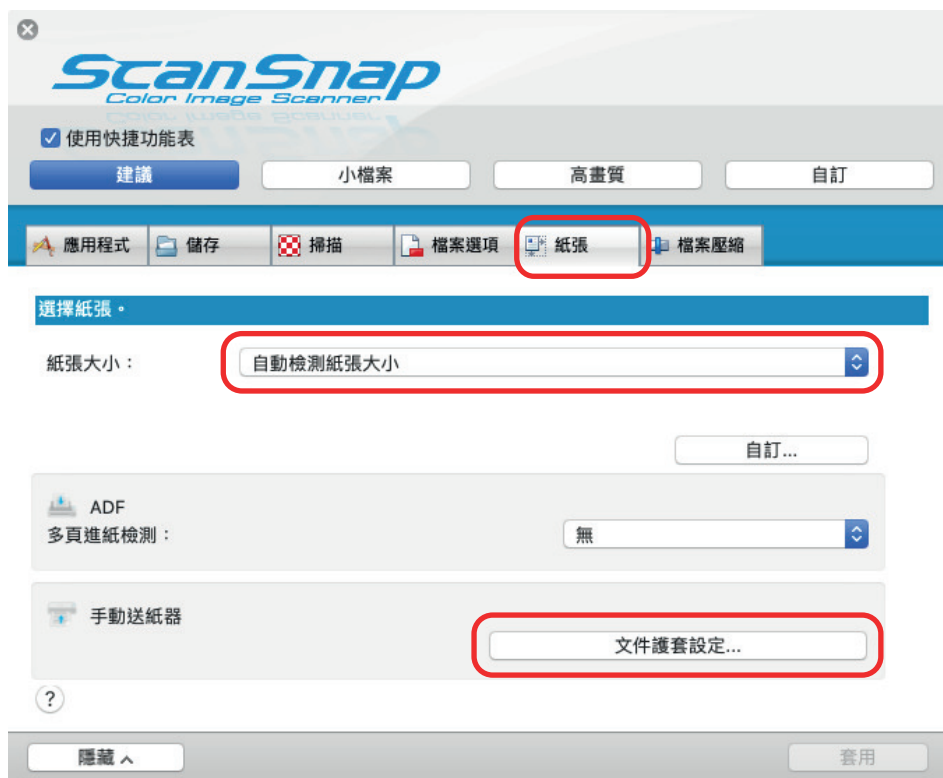 ScanSnap
Color Image Scanner
使用快捷功能表
建議 小檔案 高畫質 自訂
應用程式 儲存 掃描 檔案選項 紙張 檔案壓縮
選擇紙張。
紙張大小： 自動檢測紙張大小
自訂...
ADF
多頁進紙檢測： 無
手動送紙器
文件護套設定...
?
隱藏 套用